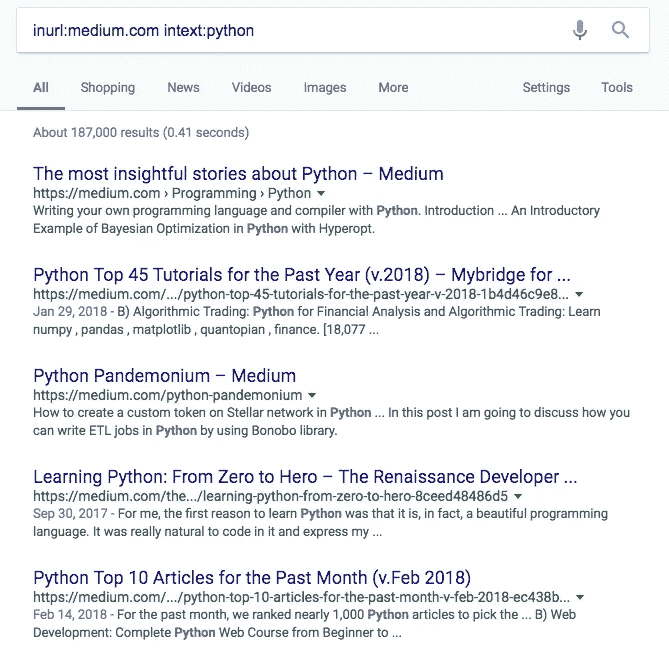 inurl:medium.com intext:python
All Shopping News Videos Images More Settings Tools
About 187,000 results (0.41 seconds)
The most insightful stories about Python – Medium
https://medium.com › Programming › Python
Writing your own programming language and compiler with Python. Introduction ... An Introductory
Example of Bayesian Optimization in Python with Hyperopt.
Python Top 45 Tutorials for the Past Year (v.2018) – Mybridge for ...
https://medium.com/.../python-top-45-tutorials-for-the-past-year-v-2018-1b4d46c9e8...
Jan 29, 2018 - B) Algorithmic Trading: Python for Financial Analysis and Algorithmic Trading: Learn
numpy , pandas , matplotlib , quantopian , finance. [18,077 ...
Python Pandemonium – Medium
https://medium.com/python-pandemonium
How to create a custom token on Stellar network in Python ... In this post I am going to discuss how you
can write ETL jobs in Python by using Bonobo library.
Learning Python: From Zero to Hero – The Renaissance Developer ...
https://medium.com/the.../learning-python-from-zero-to-hero-8ceed48486d5
Sep 30, 2017 - For me, the first reason to learn Python was that it is, in fact, a beautiful programming
language. It was really natural to code in it and express my ...
Python Top 10 Articles for the Past Month (v.Feb 2018)
https://medium.com/.../python-top-10-articles-for-the-past-month-v-feb-2018-ec438b...
Feb 14, 2018 - For the past month, we ranked nearly 1,000 Python articles to pick the ... B) Web
Development: Complete Python Web Course from Beginner to ...